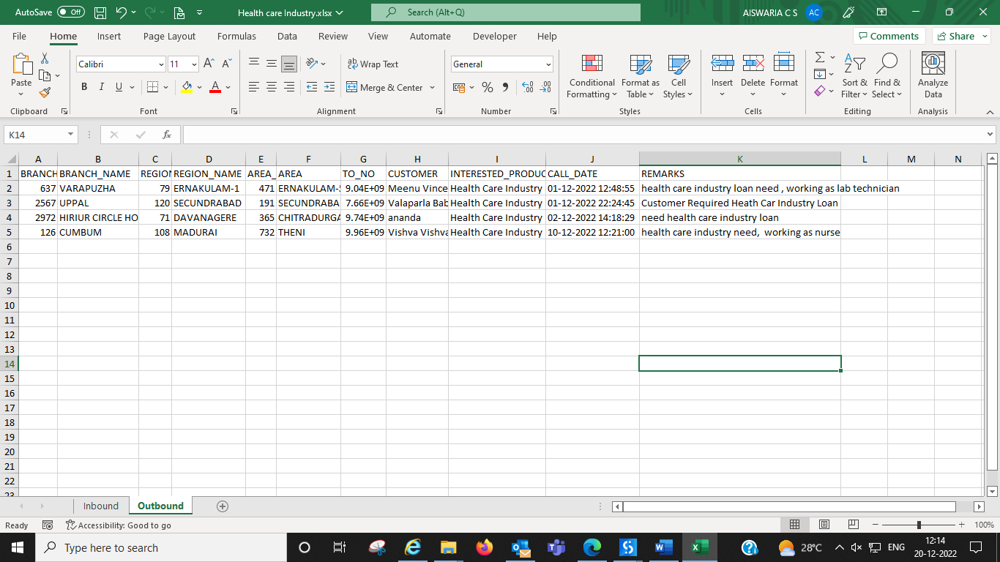 AutoSave Off Health care Industry.xlsx Search (Alt+Q) AISWARIA C S AC
File Home Insert Page Layout Formulas Data Review View Automate Developer Help Comments Share
Paste Calibri 11 Wrap Text General Conditional Formatting Format as Table Cell Styles Insert Delete Format Sort & Filter Find & Select Analyze Data
B I U Merge & Center
Clipboard Font Alignment Number Styles Cells Editing Analysis
K14 fx
A B C D E F G H I J K L M N
1 BRANCH BRANCH_NAME REGION REGION_NAME AREA_ AREA TO_NO CUSTOMER INTERESTED_PRODUC CALL_DATE REMARKS
2 637 VARAPUZHA 79 ERNAKULAM-1 471 ERNAKULAM- 9.04E+09 Meenu Vince Health Care Industry 01-12-2022 12:48:55 health care industry loan need , working as lab technician
3 2567 UPPAL 120 SECUNDRABAD 191 SECUNDRABA 7.66E+09 Valaparla Bab Health Care Industry 01-12-2022 22:24:45 Customer Required Heath Car Industry Loan
4 2972 HIRIUR CIRCLE HO 71 DAVANAGERE 365 CHITRADURGA 9.74E+09 ananda Health Care Industry 02-12-2022 14:18:29 need health care industry loan
5 126 CUMBUM 108 MADURAI 732 THENI 9.96E+09 Vishva Vishva Health Care Industry 10-12-2022 12:21:00 health care industry need,  working as nurse
6
7
8
9
10
11
12
13
14
15
16
17
18
19
20
21
22
23
Inbound Outbound
Ready Accessibility: Good to go 100%
Type here to search 28°C ENG 12:14
20-12-2022